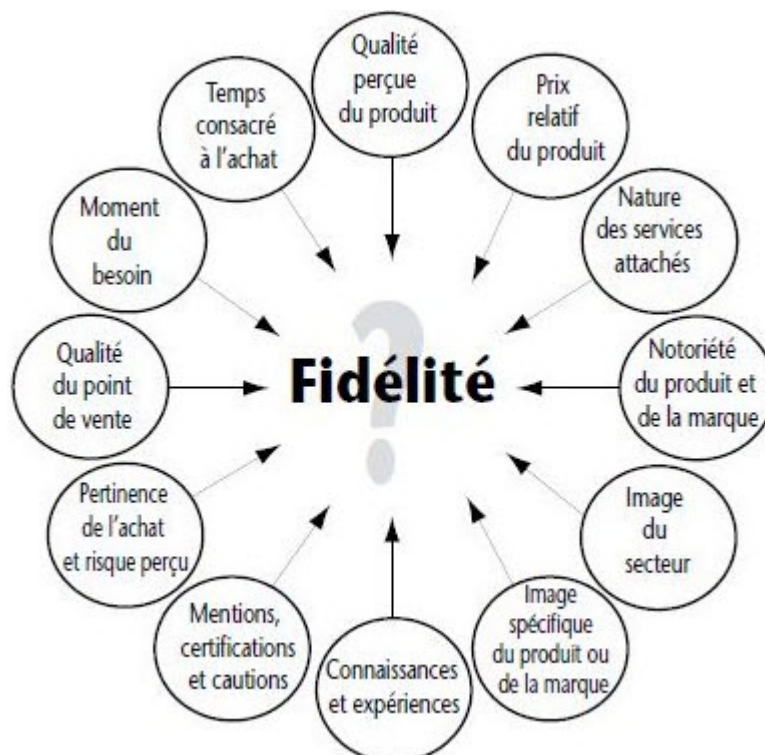 Qualité
perçue
du produit
Prix
relatif
du produit
Nature
des services
attachés
Notoriété
du produit et
de la marque
Image
du
secteur
Image
spécifique
du produit ou
de la marque
Connaissances
et expériences
Mentions,
certifications
et cautions
Pertinence
de l'achat
et risque perçu
Qualité
du point
de vente
Moment
du
besoin
Temps
consacré
à l'achat
?
Fidélité